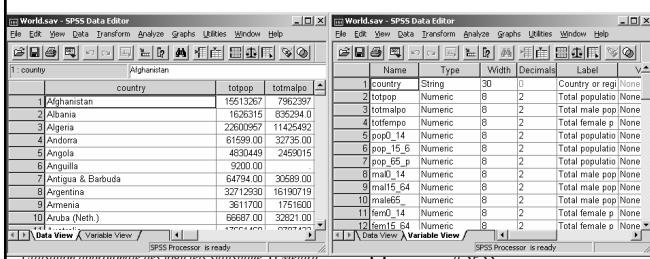 World.sav - SPSS Data Editor
File Edit View Data Transform Analyze Graphs Utilities Window Help
1 : country Afghanistan
country totpop totmalpo
1 Afghanistan 15513267 7962397
2 Albania 1626315 835294.0
3 Algeria 22600957 11425492
4 Andorra 61599.00 32735.00
5 Angola 4830449 2459015
6 Anguilla 9200.00
7 Antigua & Barbuda 64794.00 30589.00
8 Argentina 32712930 16190719
9 Armenia 3611700 1751600
10 Aruba (Neth.) 66687.00 32821.00
Data View Variable View
SPSS Processor is ready
World.sav - SPSS Data Editor
File Edit View Data Transform Analyze Graphs Utilities Window Help
Name Type Width Decimals Label
1 country String 30 0 Country or regi None
2 totpop Numeric 8 2 Total populatio None
3 totmalpo Numeric 8 2 Total male pop None
4 totfempo Numeric 8 2 Total female p None
5 pop0_14 Numeric 8 2 Total populatio None
6 pop_15_6 Numeric 8 2 Total populatio None
7 pop_65_p Numeric 8 2 Total populatio None
8 mal0_14 Numeric 8 2 Total male pop None
9 mal15_64 Numeric 8 2 Total male pop None
10 male65_ Numeric 8 2 Total male pop None
11 fem0_14 Numeric 8 2 Total female p None
12 fem15_64 Numeric 8 2 Total female p None
Data View Variable View
SPSS Processor is ready